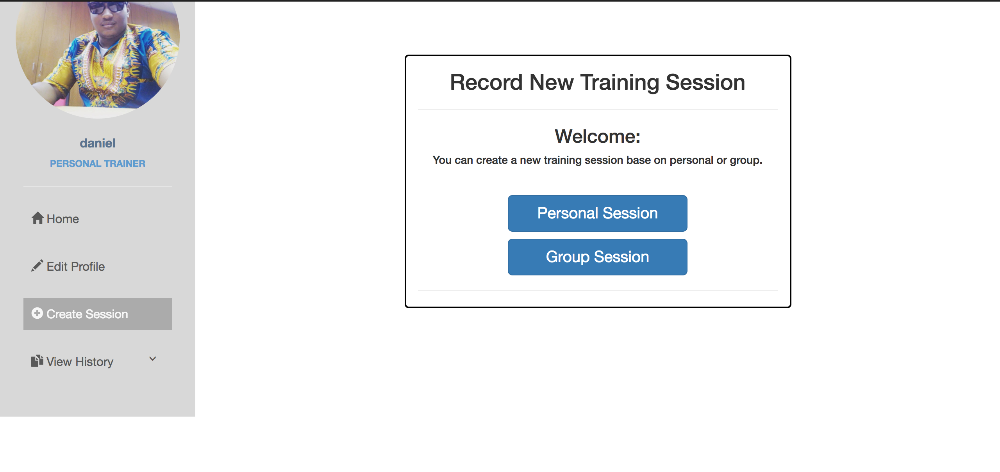 daniel
PERSONAL TRAINER
Home
Edit Profile
Create Session
View History
Record New Training Session
Welcome:
You can create a new training session base on personal or group.
Personal Session
Group Session